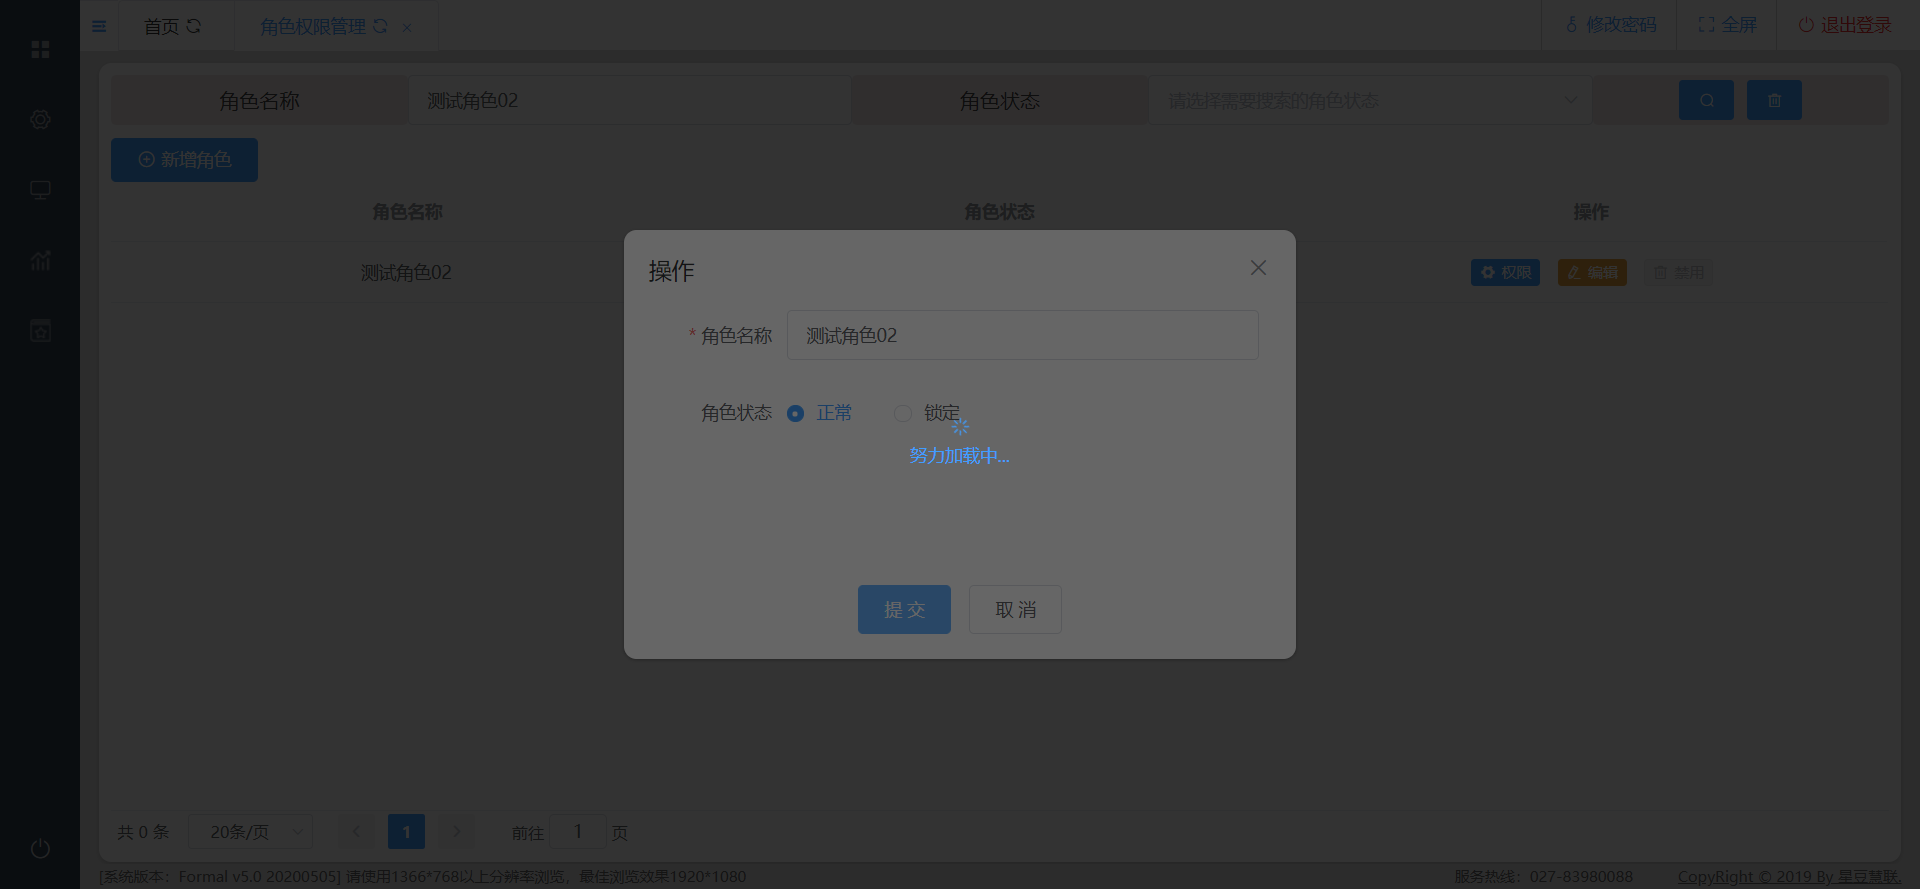 首页
角色权限管理
修改密码
全屏
退出登录
角色名称
测试角色02
角色状态
请选择需要搜索的角色状态
新增角色
角色名称
角色状态
操作
测试角色02
权限
编辑
禁用
操作
* 角色名称
测试角色02
角色状态
正常
锁定
努力加载中...
提 交
取 消
共 0 条
20条/页
1
前往
1
页
[系统版本：Formal v5.0 20200505] 请使用1366*768以上分辨率浏览，最佳浏览效果1920*1080
服务热线：027-83980088
CopyRight © 2019 By 星豆慧联.